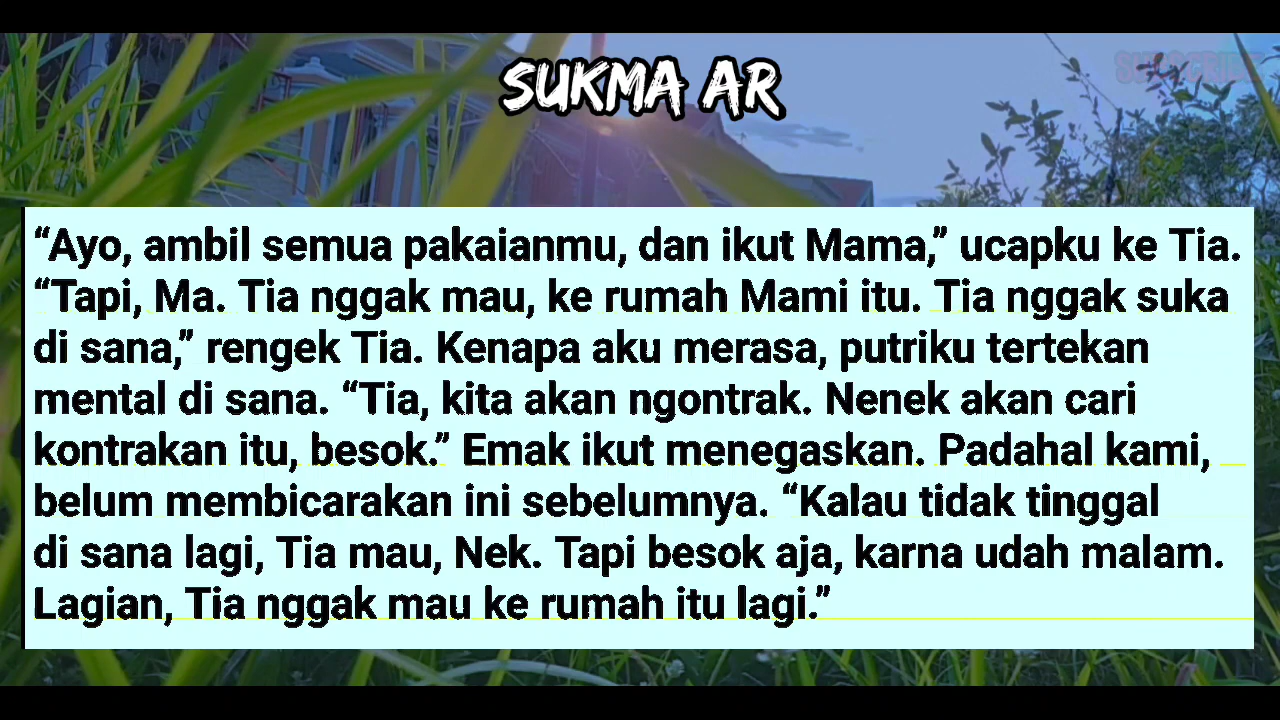 SUKMA AR
SUBSCRIBE
“Ayo, ambil semua pakaianmu, dan ikut Mama,” ucapku ke Tia.
“Tapi, Ma. Tia nggak mau, ke rumah Mami itu. Tia nggak suka
di sana,” rengek Tia. Kenapa aku merasa, putriku tertekan
mental di sana. “Tia, kita akan ngontrak. Nenek akan cari
kontrakan itu, besok.” Emak ikut menegaskan. Padahal kami,
belum membicarakan ini sebelumnya. “Kalau tidak tinggal
di sana lagi, Tia mau, Nek. Tapi besok aja, karna udah malam.
Lagian, Tia nggak mau ke rumah itu lagi.”